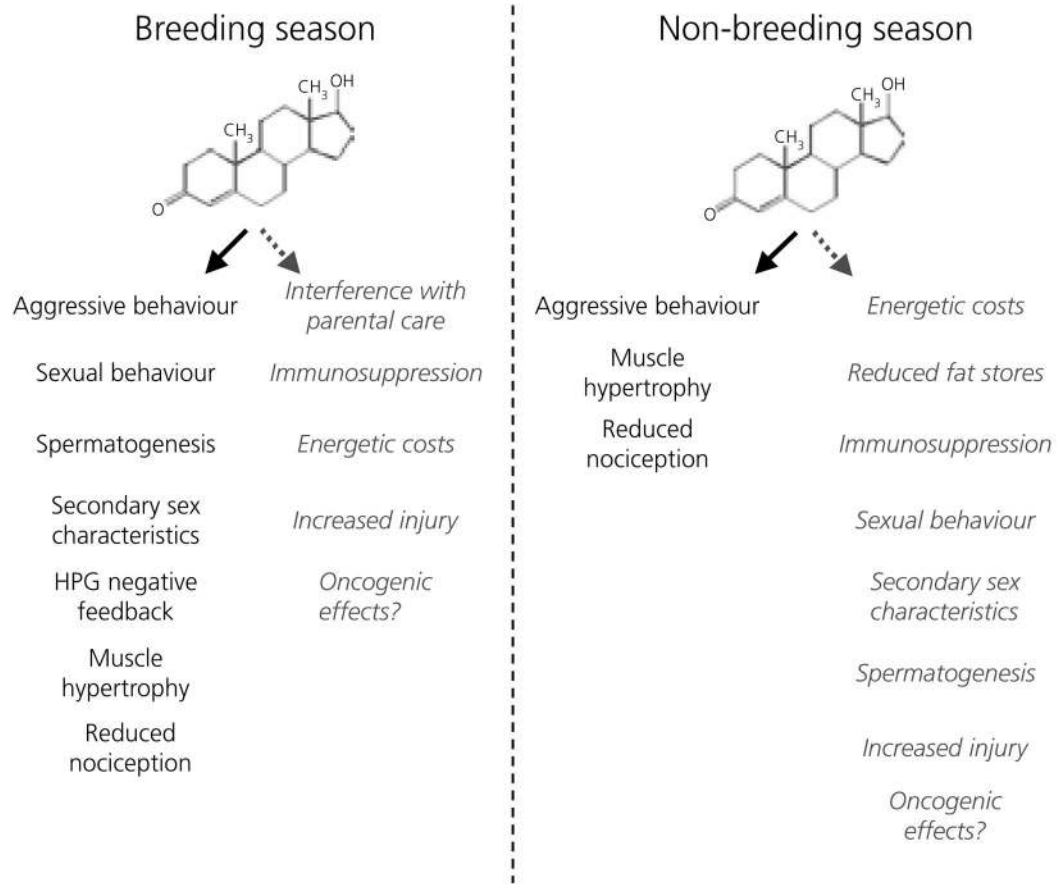 Breeding season
CH3
CH3
OH
O
Aggressive behaviour
Sexual behaviour
Spermatogenesis
Secondary sex
characteristics
HPG negative
feedback
Muscle
hypertrophy
Reduced
nociception
Interference with
parental care
Immunosuppression
Energetic costs
Increased injury
Oncogenic
effects?
Non-breeding season
CH3
CH3
OH
O
Aggressive behaviour
Muscle
hypertrophy
Reduced
nociception
Energetic costs
Reduced fat stores
Immunosuppression
Sexual behaviour
Secondary sex
characteristics
Spermatogenesis
Increased injury
Oncogenic
effects?